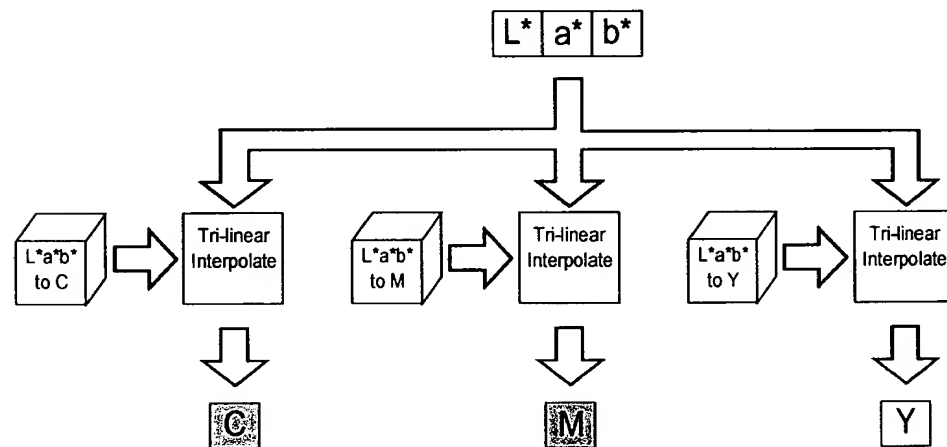 L* a* b*
L*a*b*
to C
Tri-linear
Interpolate
L*a*b*
to M
Tri-linear
Interpolate
L*a*b*
to Y
Tri-linear
Interpolate
C
M
Y